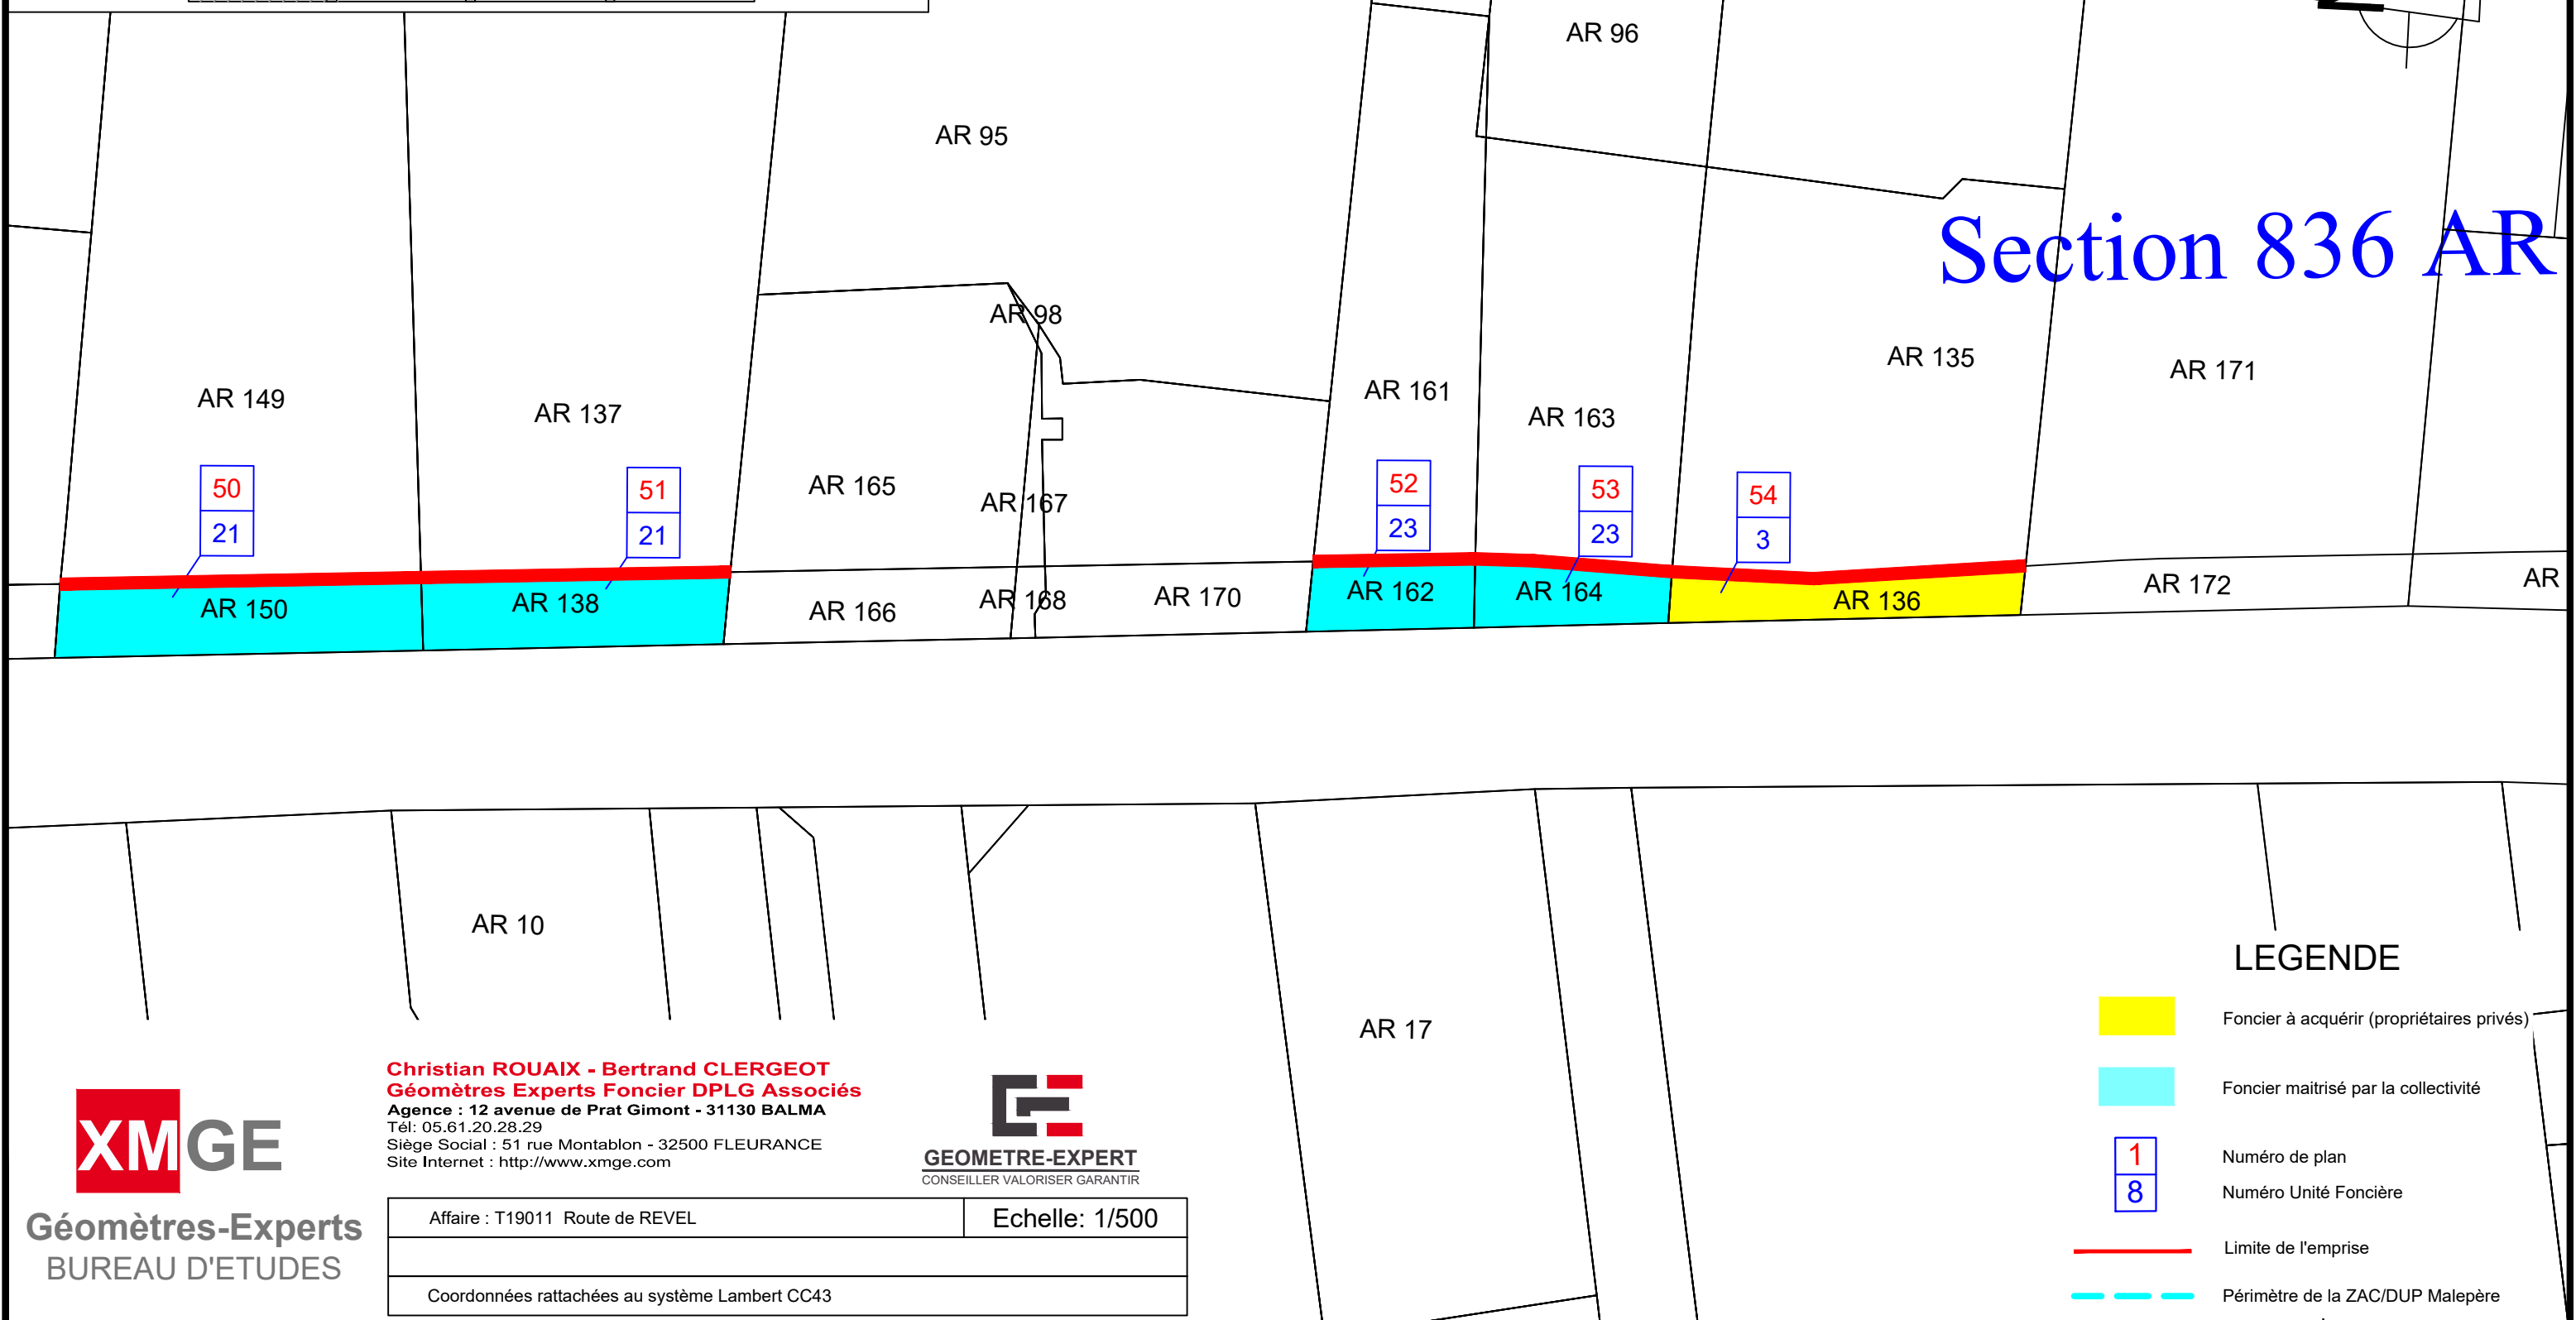 AR 96
AR 95
Section 836 AR
AR 98
AR 135
AR 171
AR 149
AR 137
AR 161
AR 163
AR 165
AR 167
50
21
51
21
52
23
53
23
54
3
AR 150
AR 138
AR 166
AR 168
AR 170
AR 162
AR 164
AR 136
AR 172
AR
AR 10
AR 17
LEGENDE
Foncier à acquérir (propriétaires privés)
Foncier maitrisé par la collectivité
1
Numéro de plan
8
Numéro Unité Foncière
Limite de l'emprise
Périmètre de la ZAC/DUP Malepère
XMGE
Géomètres-Experts
BUREAU D'ETUDES
Christian ROUAIX - Bertrand CLERGEOT
Géomètres Experts Foncier DPLG Associés
Agence : 12 avenue de Prat Gimont - 31130 BALMA
Tél: 05.61.20.28.29
Siège Social : 51 rue Montablon - 32500 FLEURANCE
Site Internet : http://www.xmge.com
GEOMETRE-EXPERT
CONSEILLER VALORISER GARANTIR
Affaire : T19011 Route de REVEL
Echelle: 1/500
Coordonnées rattachées au système Lambert CC43